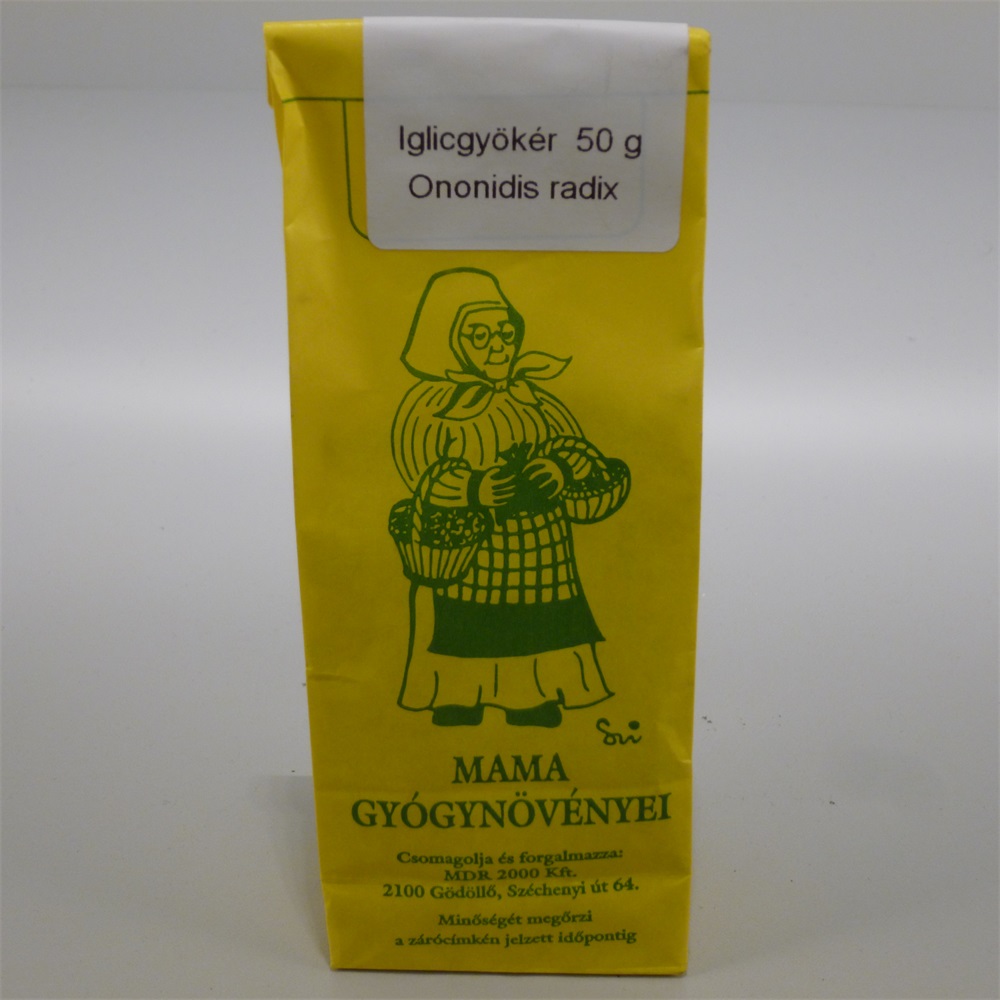 Iglicgyökér 50 g
Ononidis radix
Sri
MAMA
GYÓGYNÖVÉNYEI
Csomagolja és forgalmazza:
MDR 2000 Kft.
2100 Gödöllő, Széchenyi út 64.
Minőségét megőrzi
a zárócímkén jelzett időpontig